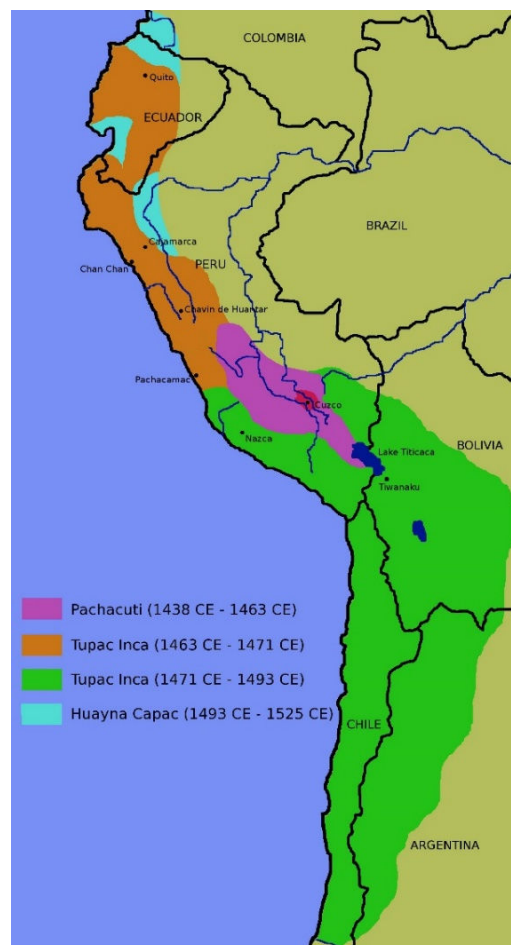 COLOMBIA
Quito
ECUADOR
BRAZIL
Cajamarca
Chan Chan
PERU
Chavin de Huantar
Pachacamac
Cuzco
Nazca
BOLIVIA
Lake Titicaca
Tiwanaku
Pachacuti (1438 CE - 1463 CE)
Tupac Inca (1463 CE - 1471 CE)
Tupac Inca (1471 CE - 1493 CE)
Huayna Capac (1493 CE - 1525 CE)
CHILE
ARGENTINA